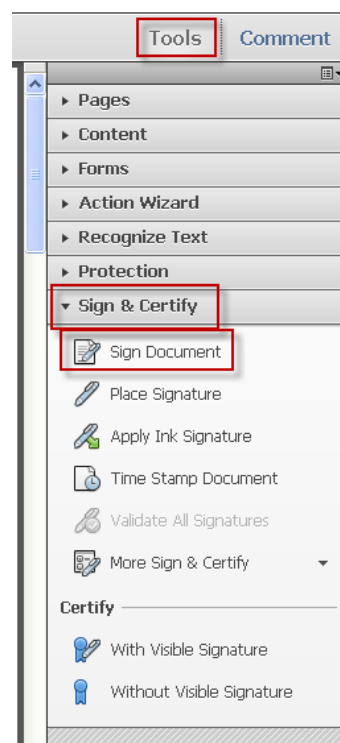 Tools Comment
Pages
Content
Forms
Action Wizard
Recognize Text
Protection
Sign & Certify
Sign Document
Place Signature
Apply Ink Signature
Time Stamp Document
Validate All Signatures
More Sign & Certify
Certify
With Visible Signature
Without Visible Signature